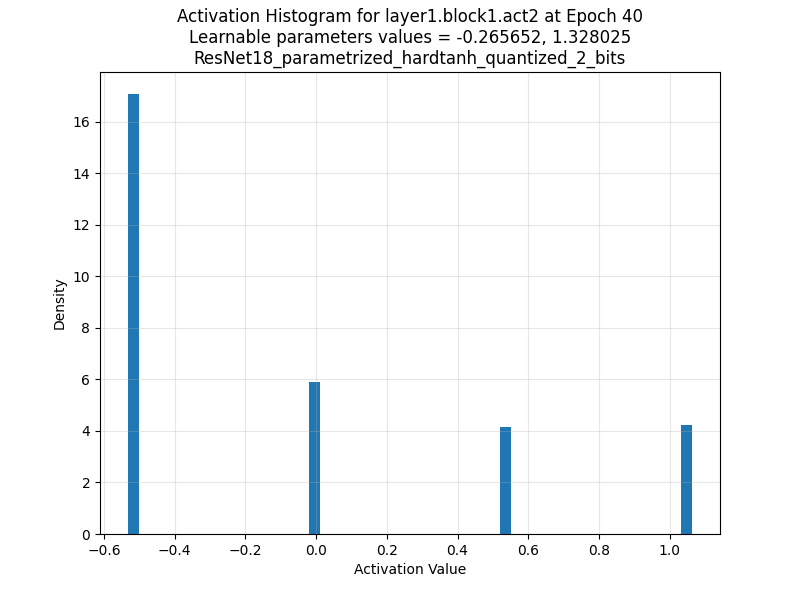 Activation Histogram for layer1.block1.act2 at Epoch 40
Learnable parameters values = -0.265652, 1.328025
ResNet18_parametrized_hardtanh_quantized_2_bits
16
14
12
10
8
6
4
2
0
Density
−0.6 −0.4 −0.2 0.0 0.2 0.4 0.6 0.8 1.0
Activation Value